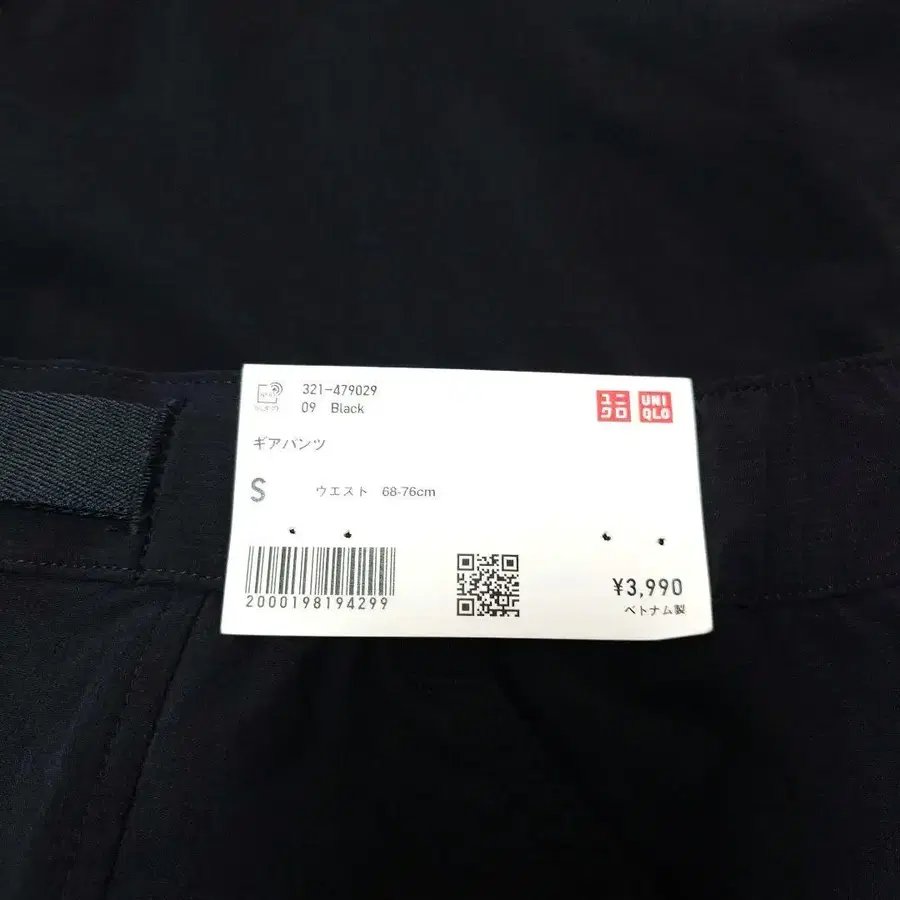 321-479029
09 Black
ユニクロ
UNIQLO
ギアパンツ
S ウエスト 68-76cm
2000198194299
¥3,990
ベトナム製